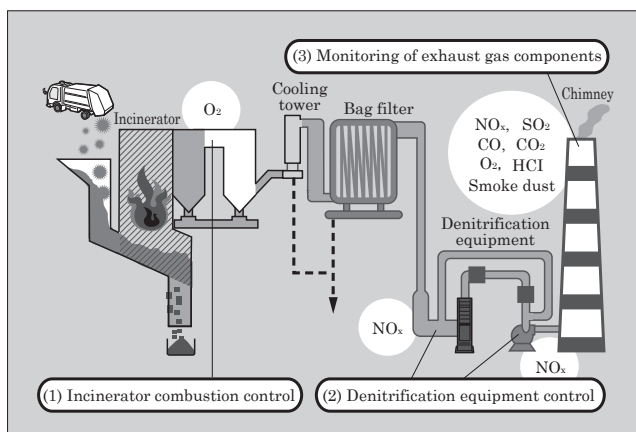 (3) Monitoring of exhaust gas components
Cooling
tower
Chimney
O₂
Bag filter
Incinerator
NOx, SO₂
CO, CO₂
O₂, HCl
Smoke dust
Denitrification
equipment
NOx
NOx
(1) Incinerator combustion control
(2) Denitrification equipment control